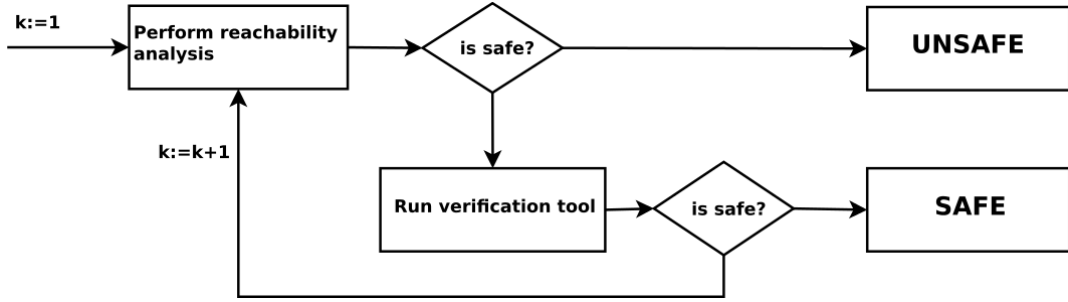 k:=1
Perform reachability
analysis
is safe?
UNSAFE
k:=k+1
Run verification tool
is safe?
SAFE